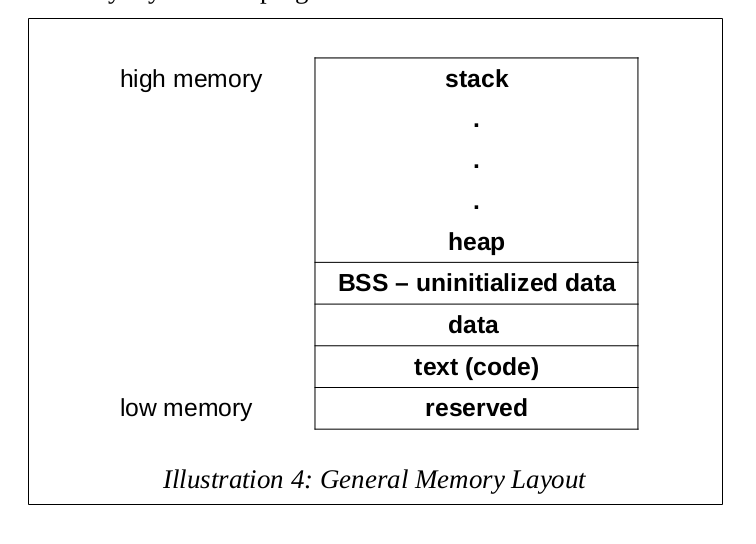 high memory stack
.
.
.
heap
BSS – uninitialized data
data
text (code)
low memory reserved
Illustration 4: General Memory Layout